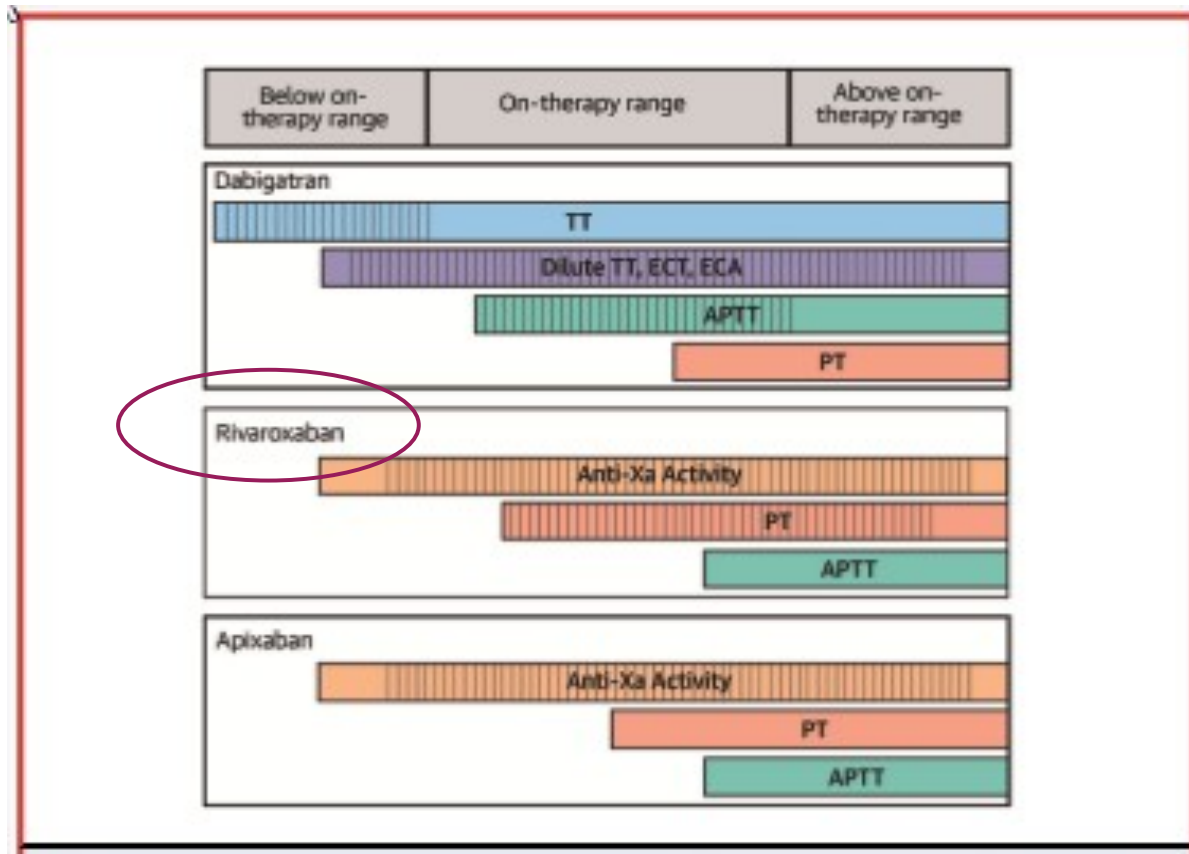 Below on-
therapy range
On-therapy range
Above on-
therapy range
Dabigatran
TT
Dilute TT, ECT, ECA
APTT
PT
Rivaroxaban
Anti-Xa Activity
PT
APTT
Apixaban
Anti-Xa Activity
PT
APTT